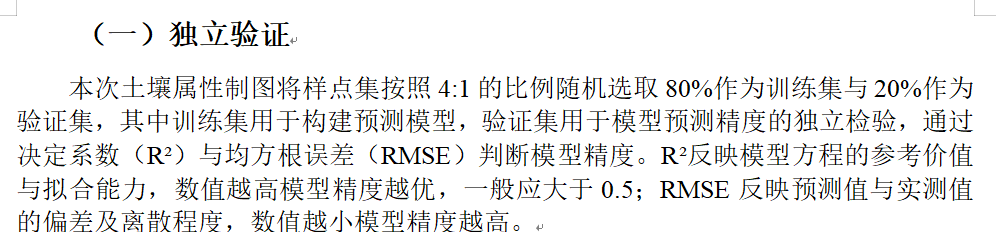 （一）独立验证
本次土壤属性制图将样点集按照 4:1 的比例随机选取 80%作为训练集与 20%作为
验证集，其中训练集用于构建预测模型，验证集用于模型预测精度的独立检验，通过
决定系数（R²）与均方根误差（RMSE）判断模型精度。R²反映模型方程的参考价值
与拟合能力，数值越高模型精度越优，一般应大于 0.5；RMSE 反映预测值与实测值
的偏差及离散程度，数值越小模型精度越高。